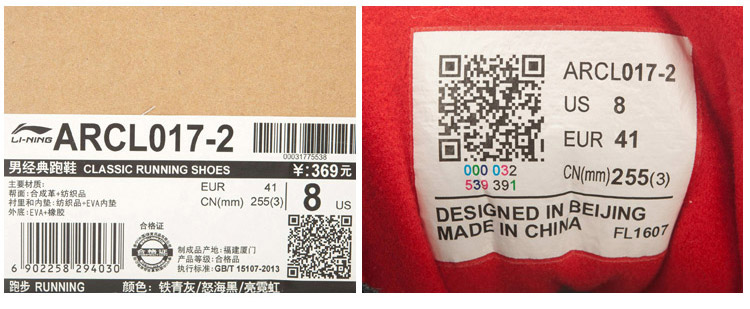 LI-NING ARCL017-2
00031775538
男经典跑鞋 CLASSIC RUNNING SHOES ¥:369元
主要材质:
帮面:合成革+纺织品
衬里和内垫:纺织品+EVA内垫
外底:EVA+橡胶
EUR 41
CN(mm) 255(3)
8 US
合格证
合格证
制成品产地:福建厦门
产品等级:合格品
执行标准:GB/T 15107-2013
6 902258 294030
跑步 RUNNING 颜色:铁青灰/怒海黑/亮霓虹
ARCL017-2
US 8
EUR 41
CN(mm) 255(3)
000 032
539 391
DESIGNED IN BEIJING
MADE IN CHINA FL1607